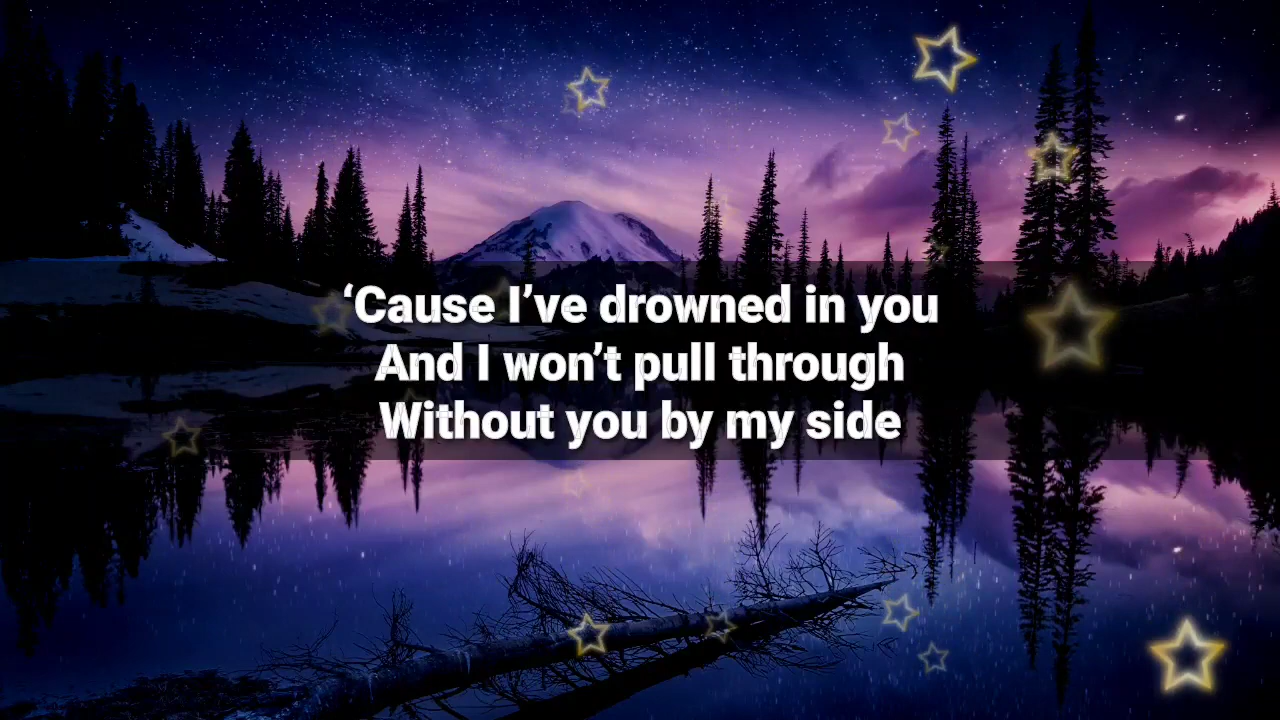 ‘Cause I’ve drowned in you
And I won’t pull through
Without you by my side